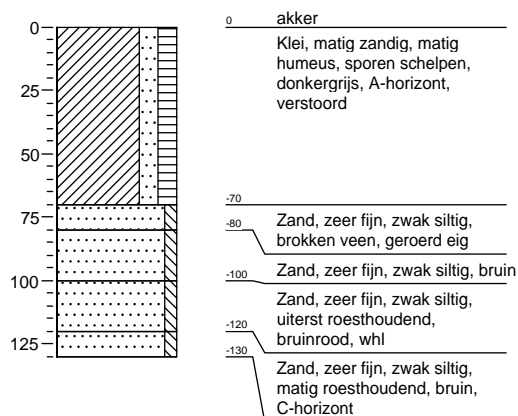 0
25
50
75
100
125
0 akker
Klei, matig zandig, matig
humeus, sporen schelpen,
donkergrijs, A-horizont,
verstoord
-70
Zand, zeer fijn, zwak siltig,
brokken veen, geroerd eig
-80
Zand, zeer fijn, zwak siltig, bruin
-100
Zand, zeer fijn, zwak siltig,
uiterst roesthoudend,
bruinrood, whl
-120
Zand, zeer fijn, zwak siltig,
matig roesthoudend, bruin,
C-horizont
-130